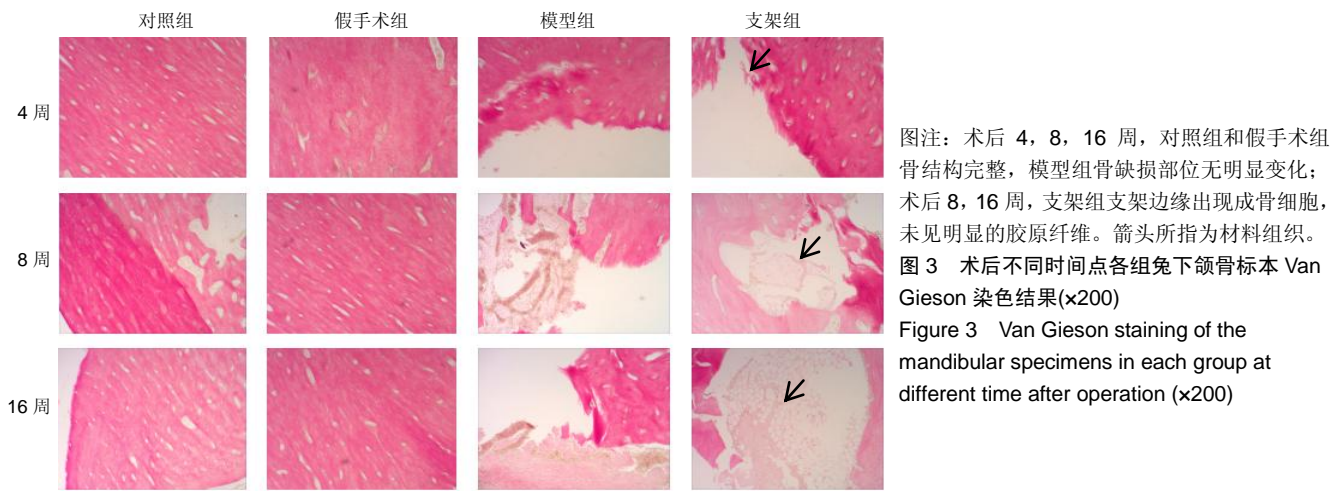 对照组 假手术组 模型组 支架组
4 周
8 周
16 周
图注：术后 4，8，16 周，对照组和假手术组
骨结构完整，模型组骨缺损部位无明显变化；
术后 8，16 周，支架组支架边缘出现成骨细胞，
未见明显的胶原纤维。箭头所指为材料组织。
图 3 术后不同时间点各组兔下颌骨标本 Van
Gieson 染色结果(×200)
Figure 3 Van Gieson staining of the
mandibular specimens in each group at
different time after operation (×200)